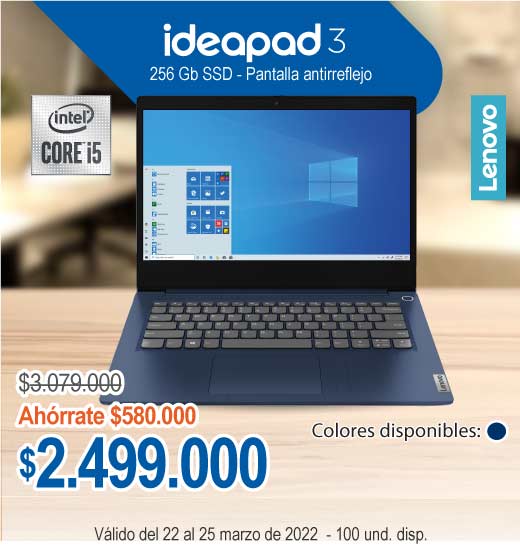 ideapad 3
256 Gb SSD - Pantalla antirreflejo
intel
CORE i5
Lenovo
Lenovo
$3.079.000
Ahórrate $580.000
$2.499.000
Colores disponibles:
Válido del 22 al 25 marzo de 2022 - 100 und. disp.